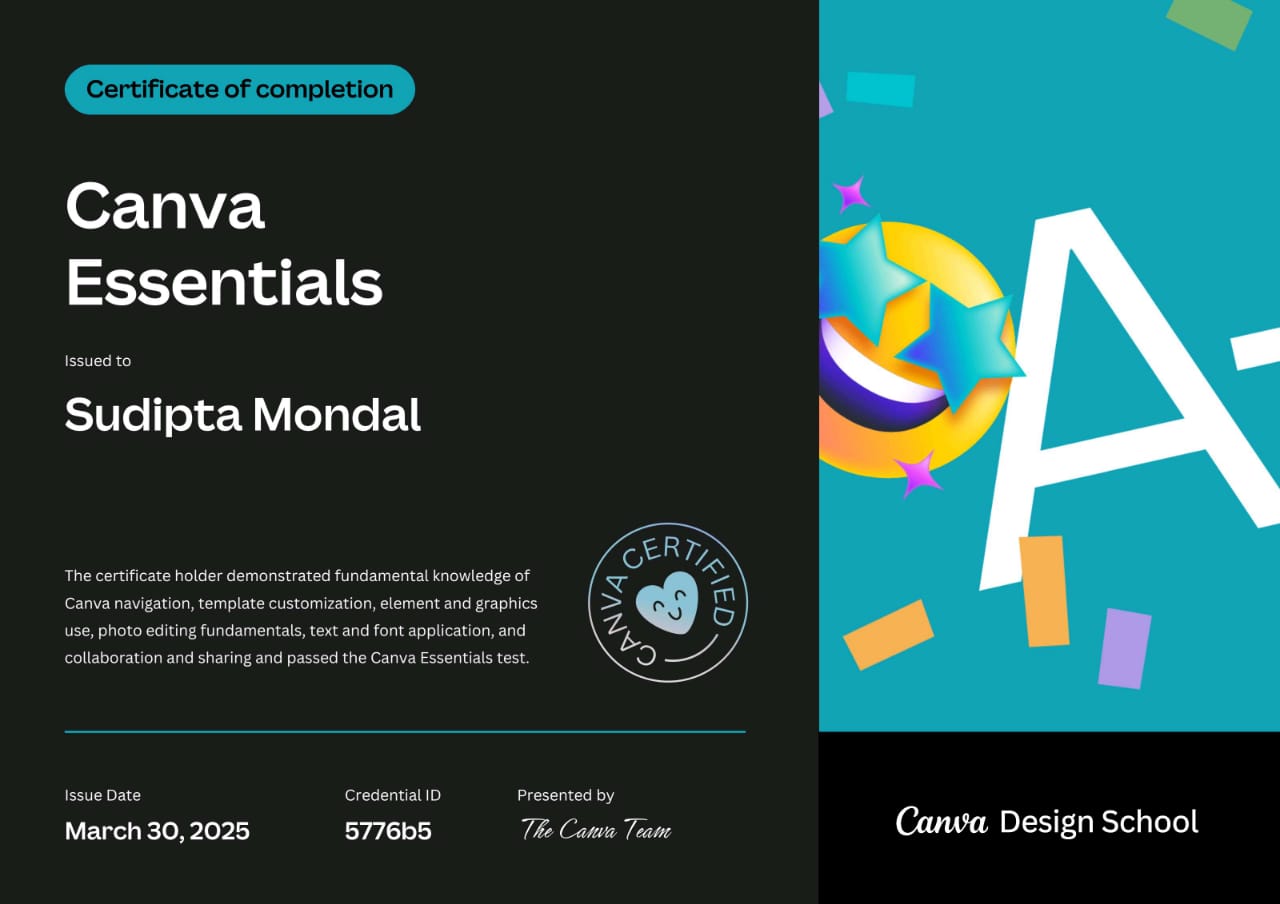 Certificate of completion
Canva
Essentials
Issued to
Sudipta Mondal
The certificate holder demonstrated fundamental knowledge of
Canva navigation, template customization, element and graphics
use, photo editing fundamentals, text and font application, and
collaboration and sharing and passed the Canva Essentials test.
CANVA CERTIFIED
Issue Date
March 30, 2025
Credential ID
5776b5
Presented by
The Canva Team
A+
Canva Design School